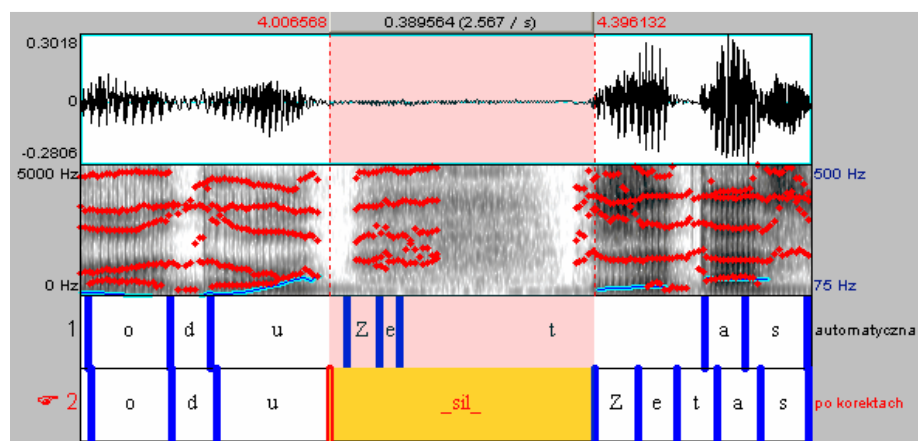 4.006568 0.389564 (2.567 / s) 4.396132
0.3018
0
-0.2806
5000 Hz 500 Hz
0 Hz 75 Hz
1 o d u Z e t a s automatyczna
2 o d u _sil_ Z e t a s po korektach